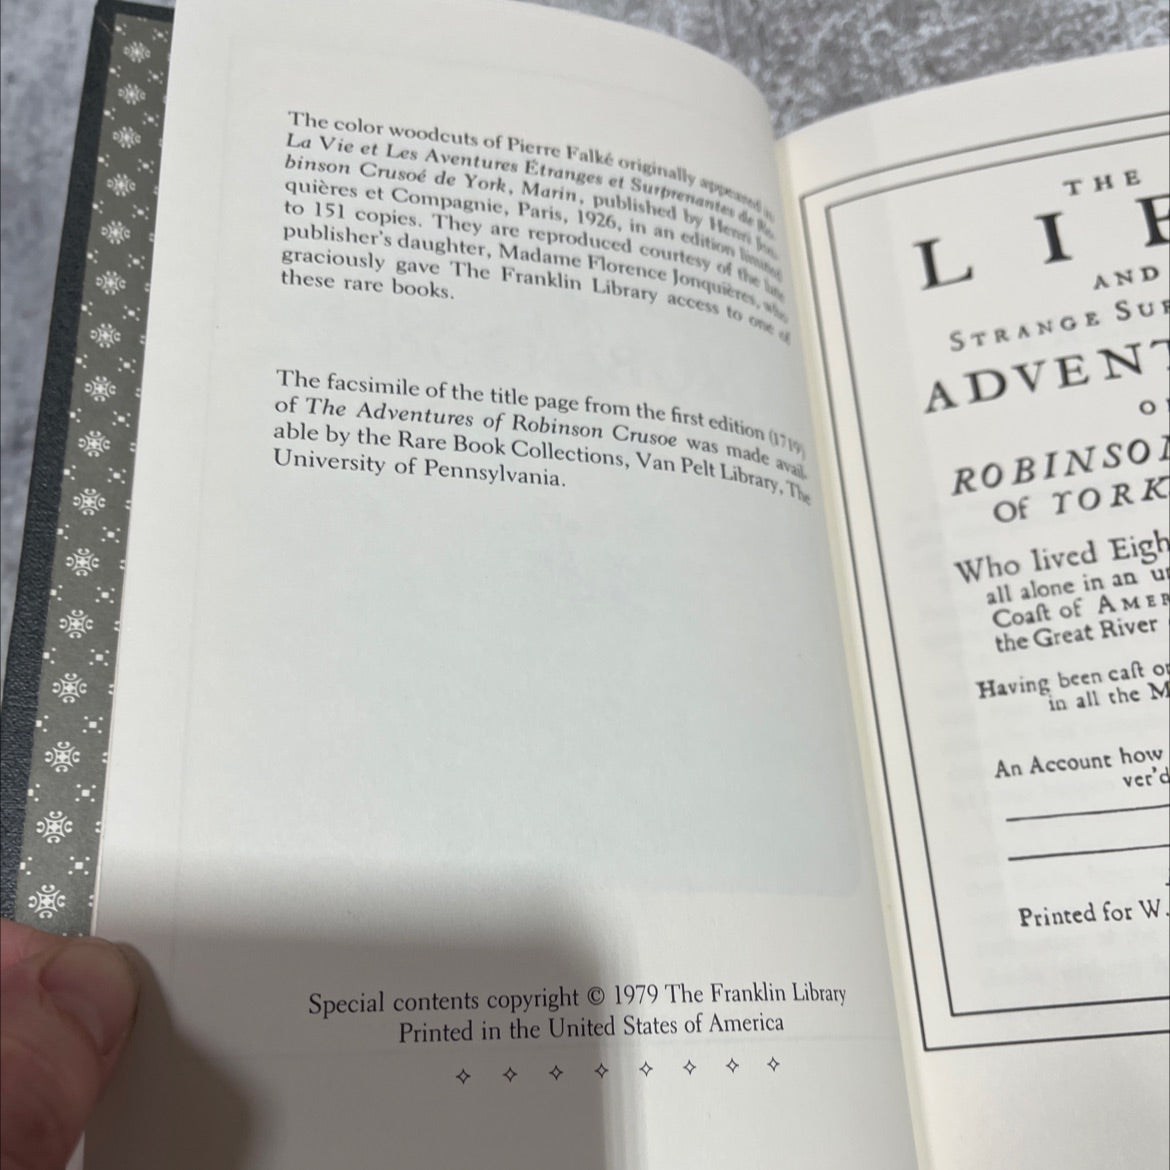 The color woodcuts of Pierre Falké originally appeared in
La Vie et Les Aventures Étranges et Surprenantes de Ro-
binson Crusoé de York, Marin, published by Henri Jon-
quières et Compagnie, Paris, 1926, in an edition limited
to 151 copies. They are reproduced courtesy of the late
publisher's daughter, Madame Florence Jonquières, who
graciously gave The Franklin Library access to one of
these rare books.
The facsimile of the title page from the first edition (1719)
of The Adventures of Robinson Crusoe was made avail-
able by the Rare Book Collections, Van Pelt Library, The
University of Pennsylvania.
Special contents copyright © 1979 The Franklin Library
Printed in the United States of America
THE
LI
AND
STRANGE SUR
ADVENT
O
ROBINSO
Of YORK
Who lived Eigh
all alone in an u
Coaſt of AMER
the Great River
Having been caſt o
in all the M
An Account how
ver'd
Printed for W.